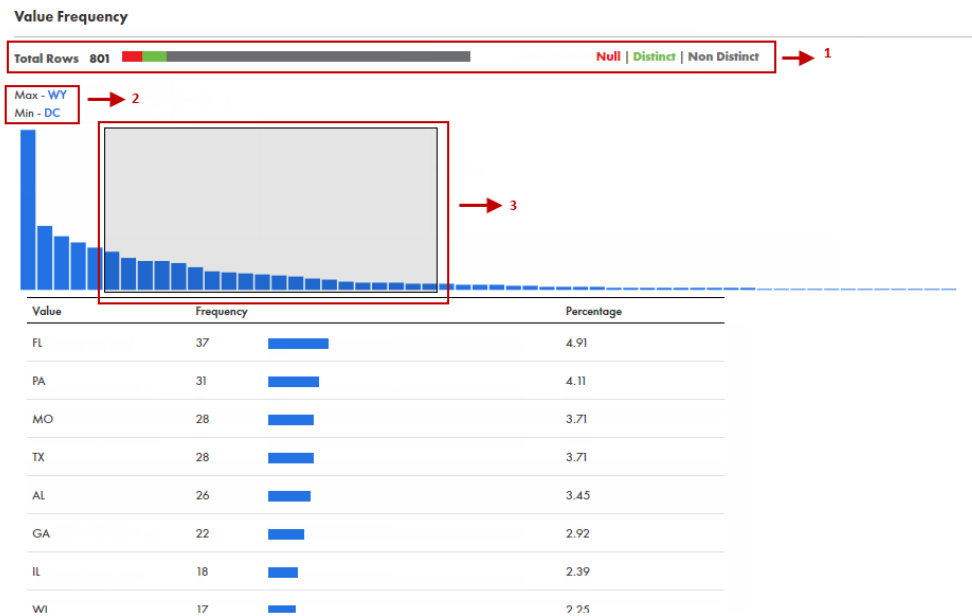 Value Frequency
Total Rows 801 Null | Distinct | Non Distinct 1
Max - WY
Min - DC
2
3
Value Frequency Percentage
FL 37 4.91
PA 31 4.11
MO 28 3.71
TX 28 3.71
AL 26 3.45
GA 22 2.92
IL 18 2.39
WI 17 2.25